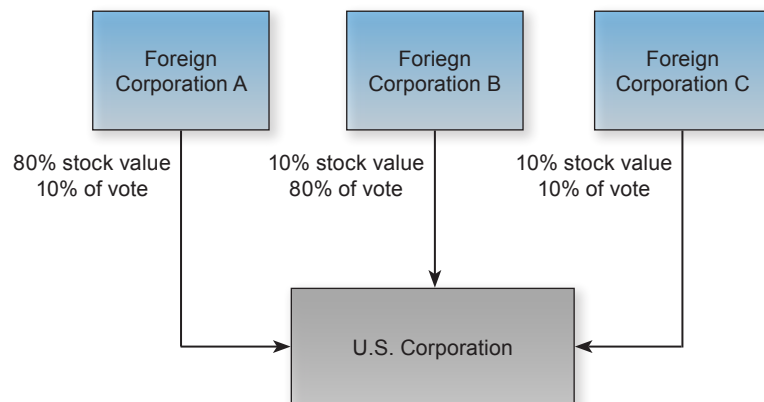 Foreign
Corporation A
Foriegn
Corporation B
Foreign
Corporation C
80% stock value
10% of vote
10% stock value
80% of vote
10% stock value
10% of vote
U.S. Corporation